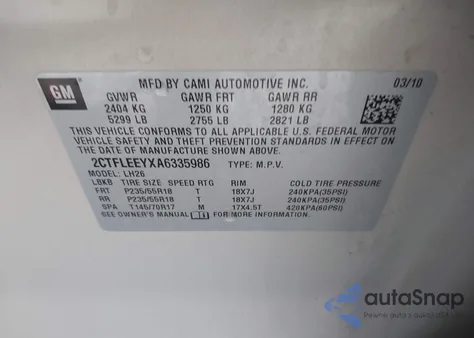 GM
MFD BY CAMI AUTOMOTIVE INC. 03/10
GVWR GAWR FRT GAWR RR
2404 KG 1250 KG 1280 KG
5299 LB 2755 LB 2821 LB
THIS VEHICLE CONFORMS TO ALL APPLICABLE U.S. FEDERAL MOTOR
VEHICLE SAFETY AND THEFT PREVENTION STANDARDS IN EFFECT ON
THE DATE OF MANUFACTURE SHOWN ABOVE.
2CTFLEEYXA6335986 TYPE: M.P.V.
MODEL: LH26
LBKB TIRE SIZE SPEED RTG RIM COLD TIRE PRESSURE
FRT P235/55R18 T 18X7J 240KPA(35PSI)
RR P235/55R18 T 18X7J 240KPA(35PSI)
SPA T145/70R17 M 17X4.5T 420KPA(60PSI)
SEE OWNER'S MANUAL FOR MORE INFORMATION.
autoSnap
Pewne auto z aukcji USA